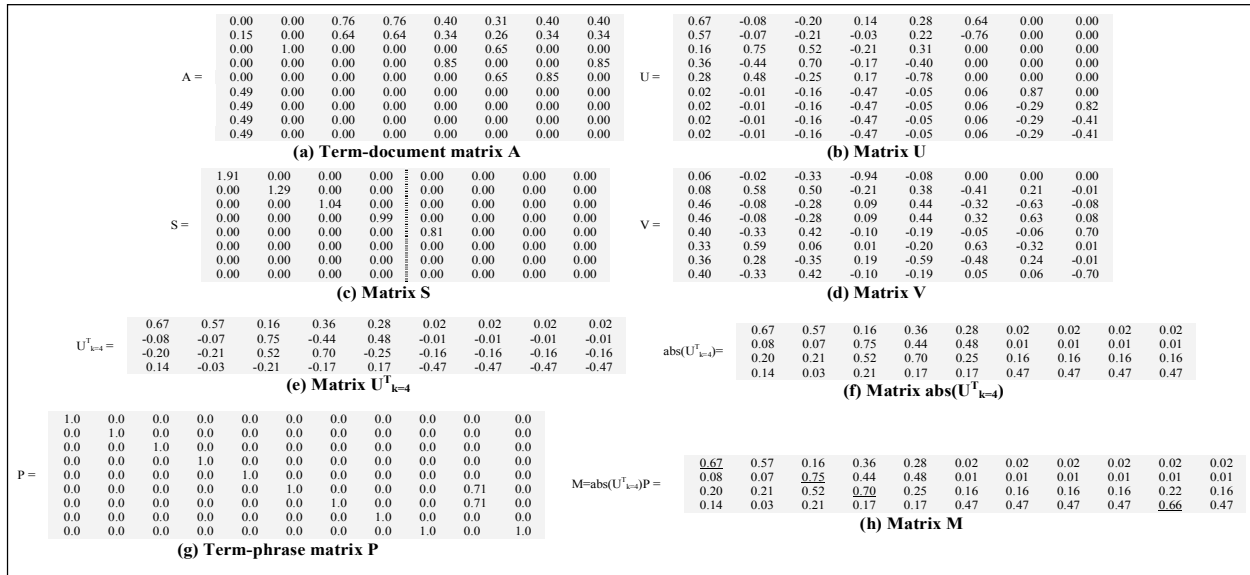 0.00 0.00 0.76 0.76 0.40 0.31 0.40 0.40
0.15 0.00 0.64 0.64 0.34 0.26 0.34 0.34
0.00 1.00 0.00 0.00 0.00 0.65 0.00 0.00
0.00 0.00 0.00 0.00 0.85 0.00 0.00 0.85
A = 0.00 0.00 0.00 0.00 0.00 0.65 0.85 0.00
0.49 0.00 0.00 0.00 0.00 0.00 0.00 0.00
0.49 0.00 0.00 0.00 0.00 0.00 0.00 0.00
0.49 0.00 0.00 0.00 0.00 0.00 0.00 0.00
0.49 0.00 0.00 0.00 0.00 0.00 0.00 0.00
(a) Term-document matrix A
0.67 -0.08 -0.20 0.14 0.28 0.64 0.00 0.00
0.57 -0.07 -0.21 -0.03 0.22 -0.76 0.00 0.00
0.16 0.75 0.52 -0.21 0.31 0.00 0.00 0.00
0.36 -0.44 0.70 -0.17 -0.40 0.00 0.00 0.00
U = 0.28 0.48 -0.25 0.17 -0.78 0.00 0.00 0.00
0.02 -0.01 -0.16 -0.47 -0.05 0.06 0.87 0.00
0.02 -0.01 -0.16 -0.47 -0.05 0.06 -0.29 0.82
0.02 -0.01 -0.16 -0.47 -0.05 0.06 -0.29 -0.41
0.02 -0.01 -0.16 -0.47 -0.05 0.06 -0.29 -0.41
(b) Matrix U
1.91 0.00 0.00 0.00 0.00 0.00 0.00 0.00
0.00 1.29 0.00 0.00 0.00 0.00 0.00 0.00
0.00 0.00 1.04 0.00 0.00 0.00 0.00 0.00
0.00 0.00 0.00 0.99 0.00 0.00 0.00 0.00
S = 0.00 0.00 0.00 0.00 0.81 0.00 0.00 0.00
0.00 0.00 0.00 0.00 0.00 0.00 0.00 0.00
0.00 0.00 0.00 0.00 0.00 0.00 0.00 0.00
0.00 0.00 0.00 0.00 0.00 0.00 0.00 0.00
(c) Matrix S
0.06 -0.02 -0.33 -0.94 -0.08 0.00 0.00 0.00
0.08 0.58 0.50 -0.21 0.38 -0.41 0.21 -0.01
0.46 -0.08 -0.28 0.09 0.44 -0.32 -0.63 -0.08
0.46 -0.08 -0.28 0.09 0.44 0.32 0.63 0.08
V = 0.40 -0.33 0.42 -0.10 -0.19 -0.05 -0.06 0.70
0.33 0.59 0.06 0.01 -0.20 0.63 -0.32 0.01
0.36 0.28 -0.35 0.19 -0.59 -0.48 0.24 -0.01
0.40 -0.33 0.42 -0.10 -0.19 0.05 0.06 -0.70
(d) Matrix V
0.67 0.57 0.16 0.36 0.28 0.02 0.02 0.02 0.02
U^T_k=4 = -0.08 -0.07 0.75 -0.44 0.48 -0.01 -0.01 -0.01 -0.01
-0.20 -0.21 0.52 0.70 -0.25 -0.16 -0.16 -0.16 -0.16
0.14 -0.03 -0.21 -0.17 0.17 -0.47 -0.47 -0.47 -0.47
(e) Matrix U^T_k=4
0.67 0.57 0.16 0.36 0.28 0.02 0.02 0.02 0.02
abs(U^T_k=4)= 0.08 0.07 0.75 0.44 0.48 0.01 0.01 0.01 0.01
0.20 0.21 0.52 0.70 0.25 0.16 0.16 0.16 0.16
0.14 0.03 0.21 0.17 0.17 0.47 0.47 0.47 0.47
(f) Matrix abs(U^T_k=4)
1.0 0.0 0.0 0.0 0.0 0.0 0.0 0.0 0.0 0.0 0.0
0.0 1.0 0.0 0.0 0.0 0.0 0.0 0.0 0.0 0.0 0.0
0.0 0.0 1.0 0.0 0.0 0.0 0.0 0.0 0.0 0.0 0.0
0.0 0.0 0.0 1.0 0.0 0.0 0.0 0.0 0.0 0.0 0.0
P = 0.0 0.0 0.0 0.0 1.0 0.0 0.0 0.0 0.0 0.0 0.0
0.0 0.0 0.0 0.0 0.0 1.0 0.0 0.0 0.0 0.71 0.0
0.0 0.0 0.0 0.0 0.0 0.0 1.0 0.0 0.0 0.71 0.0
0.0 0.0 0.0 0.0 0.0 0.0 0.0 1.0 0.0 0.0 0.0
0.0 0.0 0.0 0.0 0.0 0.0 0.0 0.0 1.0 0.0 1.0
(g) Term-phrase matrix P
0.67 0.57 0.16 0.36 0.28 0.02 0.02 0.02 0.02 0.02 0.02
M=abs(U^T_k=4)P = 0.08 0.07 0.75 0.44 0.48 0.01 0.01 0.01 0.01 0.01 0.01
0.20 0.21 0.52 0.70 0.25 0.16 0.16 0.16 0.16 0.22 0.16
0.14 0.03 0.21 0.17 0.17 0.47 0.47 0.47 0.47 0.66 0.47
(h) Matrix M